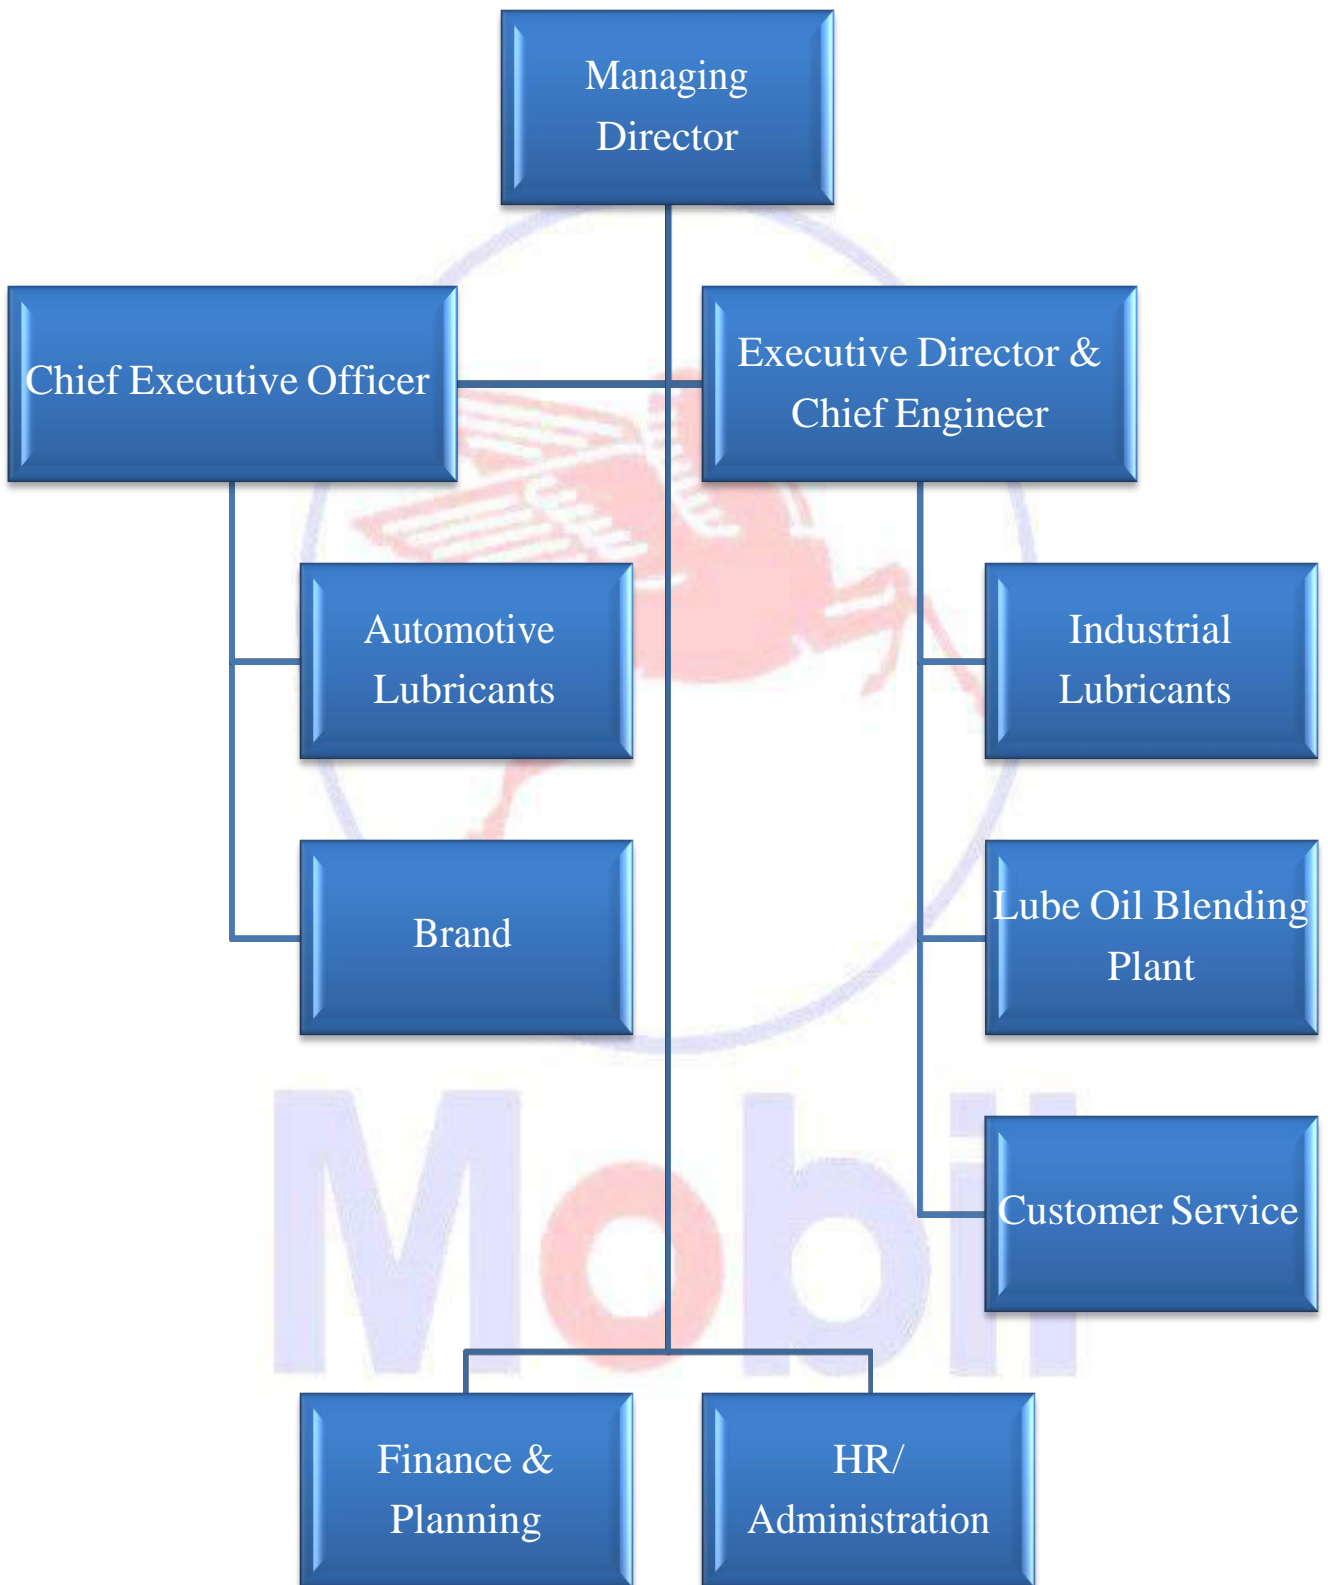 Managing
Director
Chief Executive Officer
Executive Director &
Chief Engineer
Automotive
Lubricants
Industrial
Lubricants
Brand
Lube Oil Blending
Plant
Customer Service
Mobil
Finance &
Planning
HR/
Administration